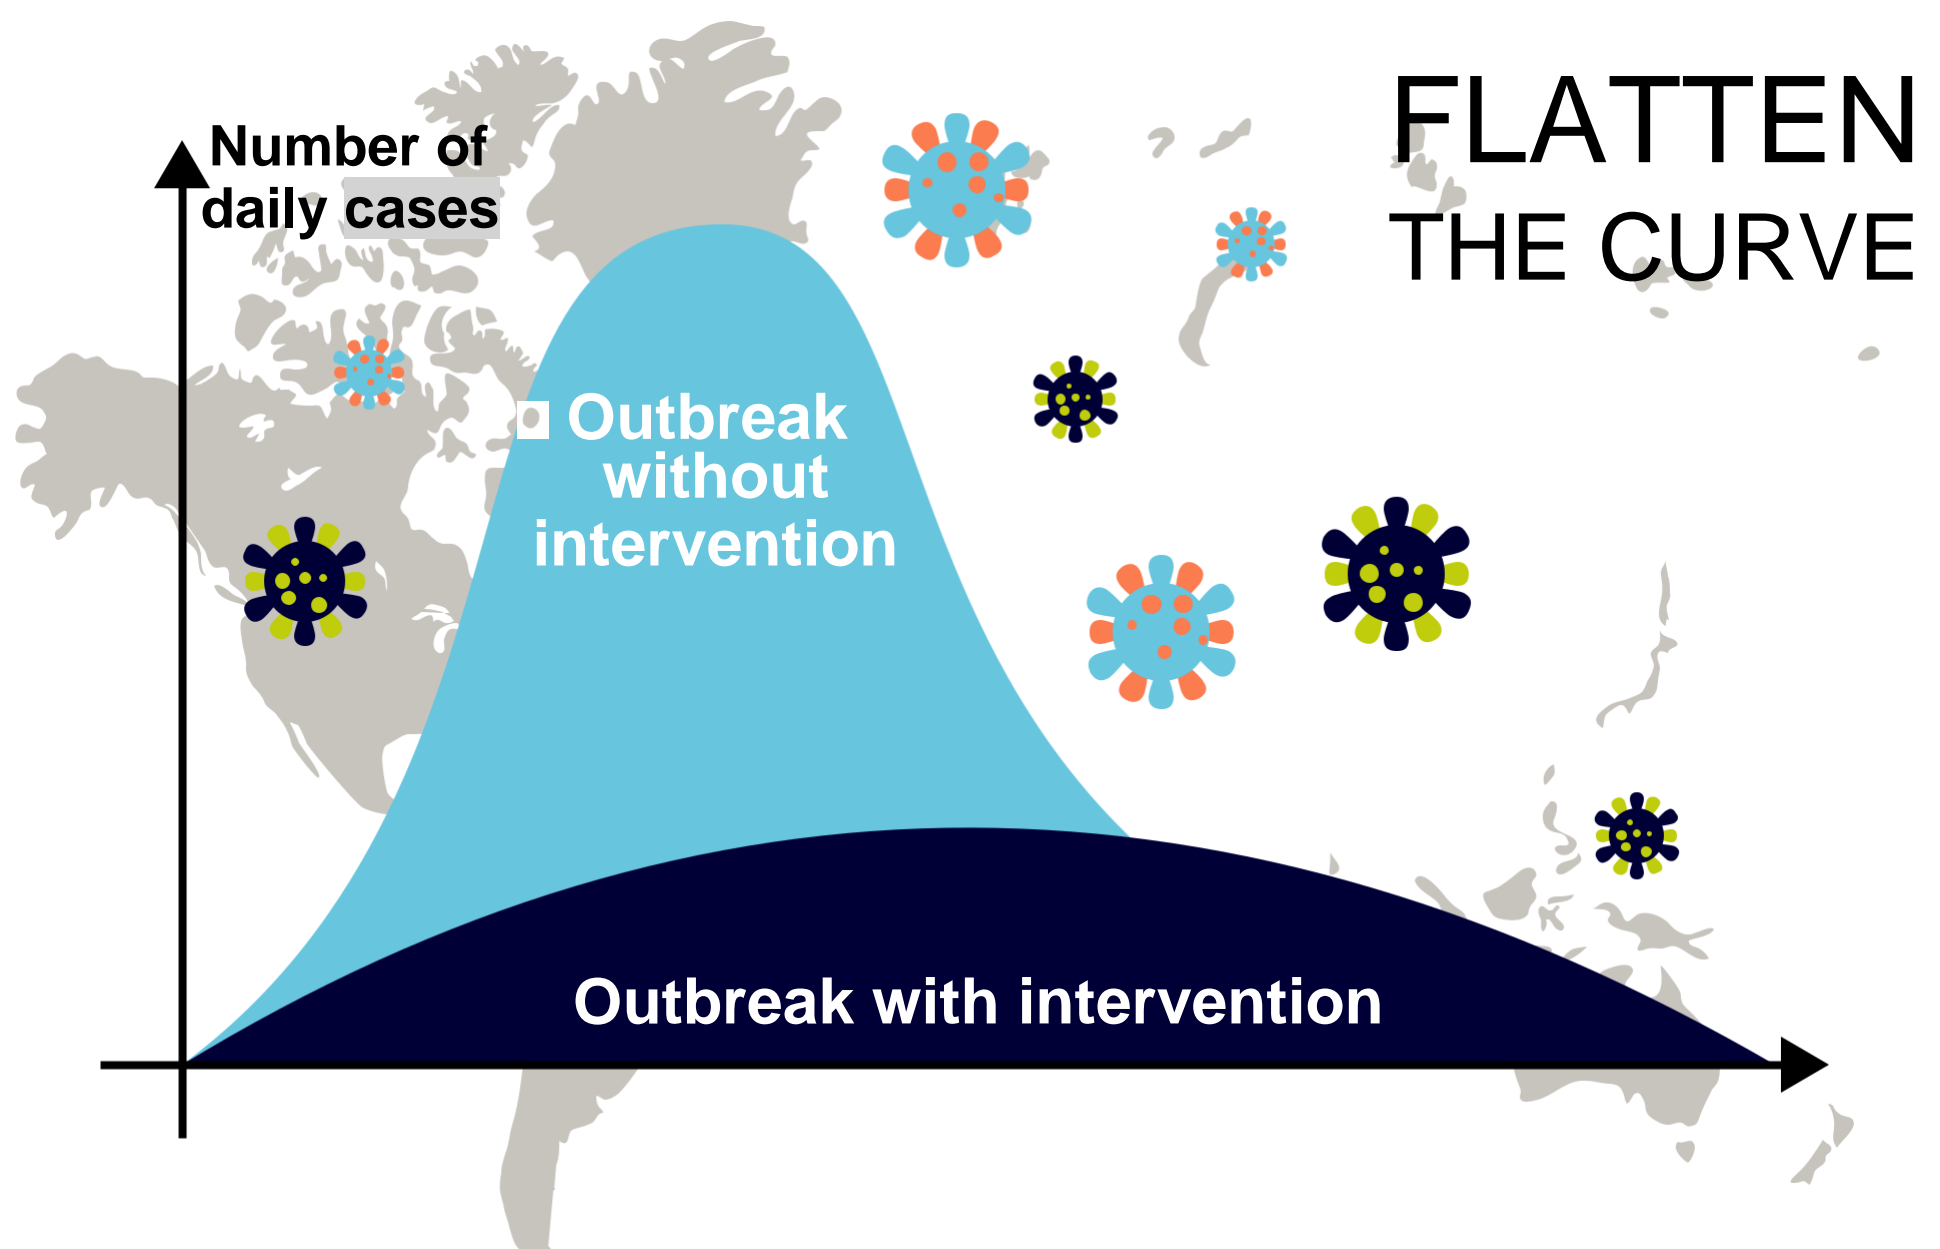 FLATTEN
THE CURVE
Number of
daily cases
Outbreak
without
intervention
Outbreak with intervention